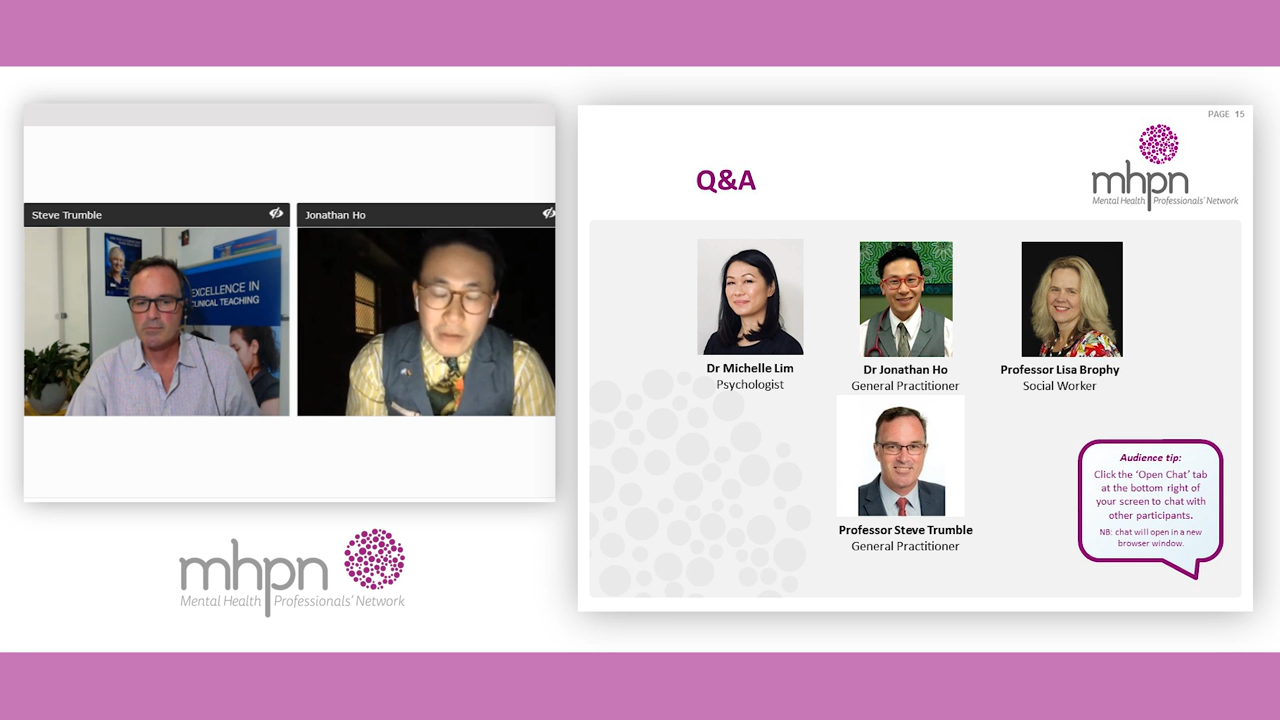 Steve Trumble
Jonathan Ho
EXCELLENCE IN
CLINICAL TEACHING
mhpn
Mental Health Professionals' Network
PAGE 15
mhpn
Mental Health Professionals' Network
Q&A
Dr Michelle Lim
Psychologist
Dr Jonathan Ho
General Practitioner
Professor Lisa Brophy
Social Worker
Professor Steve Trumble
General Practitioner
Audience tip:
Click the 'Open Chat' tab
at the bottom right of
your screen to chat with
other participants.
NB: chat will open in a new
browser window.